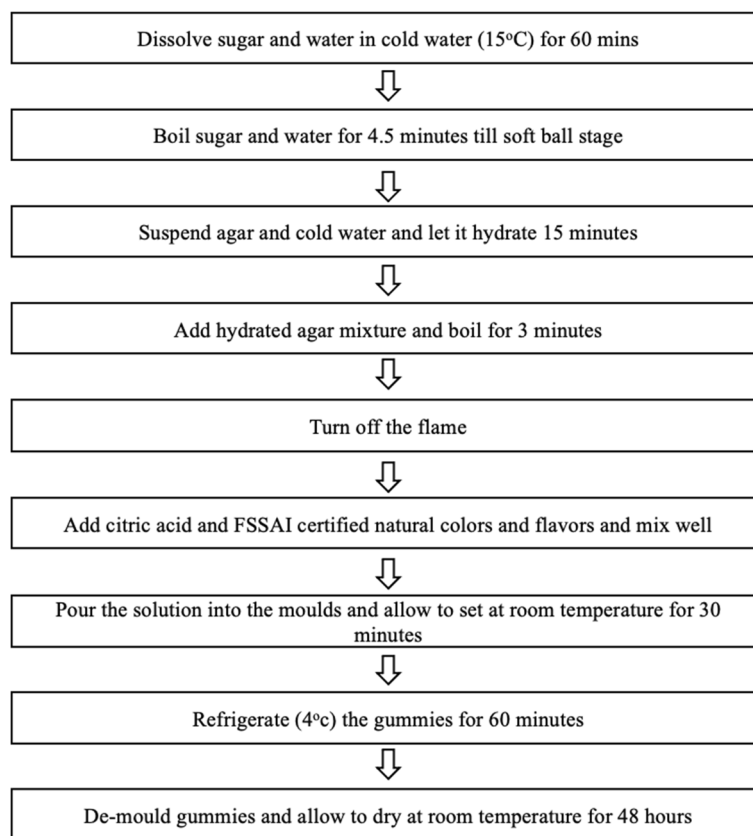 Dissolve sugar and water in cold water (15ºC) for 60 mins
Boil sugar and water for 4.5 minutes till soft ball stage
Suspend agar and cold water and let it hydrate 15 minutes
Add hydrated agar mixture and boil for 3 minutes
Turn off the flame
Add citric acid and FSSAI certified natural colors and flavors and mix well
Pour the solution into the moulds and allow to set at room temperature for 30
minutes
Refrigerate (4ºc) the gummies for 60 minutes
De-mould gummies and allow to dry at room temperature for 48 hours